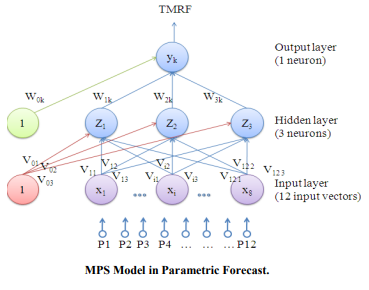 TMRF
yk
Output layer
(1 neuron)
W0k W1k W2k W3k
1 Z1 Z2 Z3
Hidden layer
(3 neurons)
V01 V02 V03 V11 V12 V13 Vi2 Vi2 Vi3 V121 V122 V123
1 x1 ... xi ... x8
Input layer
(12 input vectors)
P1 P2 P3 P4 ... ... ... P12
MPS Model in Parametric Forecast.